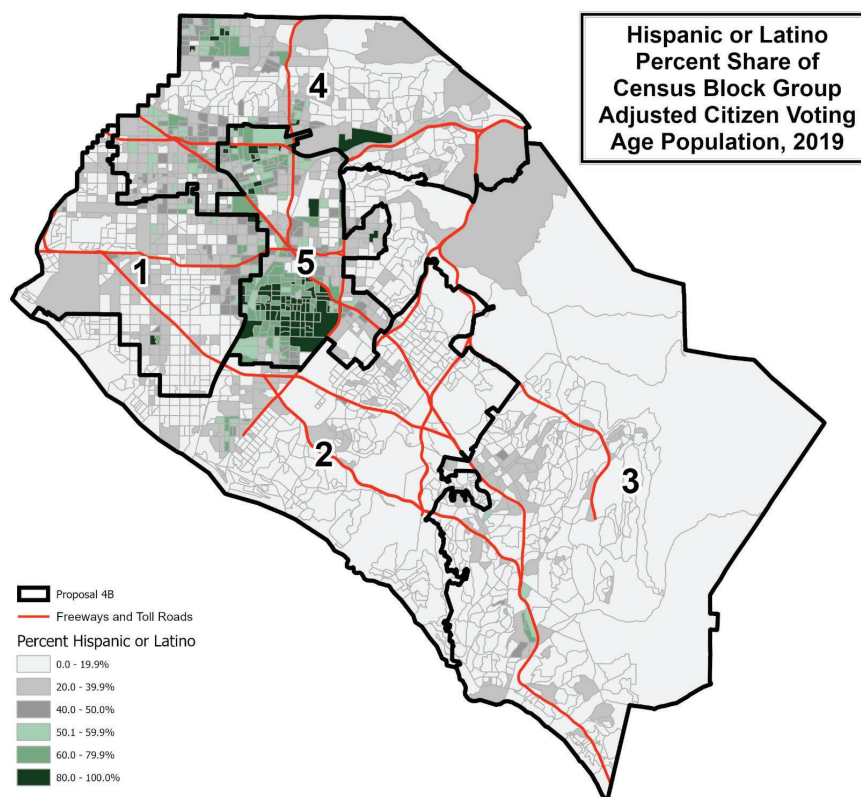 Hispanic or Latino
Percent Share of
Census Block Group
Adjusted Citizen Voting
Age Population, 2019
4
1
5
2
3
Proposal 4B
Freeways and Toll Roads
Percent Hispanic or Latino
0.0 - 19.9%
20.0 - 39.9%
40.0 - 50.0%
50.1 - 59.9%
60.0 - 79.9%
80.0 - 100.0%